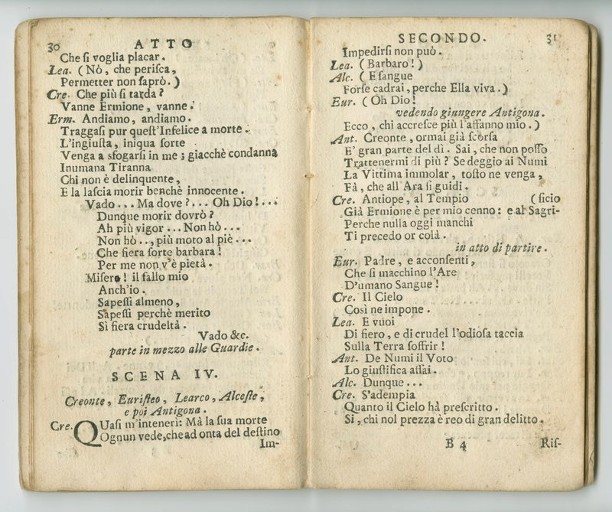 30 ATTO
Che si voglia placar.
Lea. (Nò, che perisca,
Permetter non saprò.)
Cre. Che più si tarda?
Vanne Ermione, vanne.
Erm. Andiamo, andiamo.
Traggasi pur quest'Infelice a morte.
L'ingiusta, iniqua sorte
Venga a sfogarsi in me; giacchè condanna
Inumana Tiranna
Chi non è delinquente,
E la lascia morir benchè innocente.
Vado... Ma dove?... Oh Dio!...
Dunque morir dovrò?
Ah più vigor... Non hò...
Non hò.., più moto al piè...
Che fiera sorte barbara!
Per me non v'è pietà.
Misero! il fallo mio
Anch'io.
Sapessi almeno,
Sapessi perchè merito
Sì fiera crudeltà.
Vado &c.
parte in mezzo alle Guardie.
SCENA IV.
Creonte, Euristeo, Learco, Alceste,
e poi Antigona.
Cre. QUasi m'intenerì: Mà la sua morte
Ognun vede, che ad onta del destino
Im-
SECONDO. 31
Impedirsi non può.
Lea. (Barbaro!)
Alc. (Esangue
Forse cadrai, perche Ella viva.)
Eur. (Oh Dio!
vedendo giungere Antigona.
Ecco, chi accresce più l'affanno mio.)
Ant. Creonte, ormai già scorsa
E' gran parte del dì. Sai, che non posso
Trattenermi di più? Se deggio ai Numi
La Vittima immolar, tosto ne venga,
Fà, che all'Ara si guidi.
Cre. Antiope, al Tempio (ficio
Già Ermione è per mio cenno: e al Sagri-
Perche nulla oggi manchi
Ti precedo or colà.
in atto di partire.
Eur. Padre, e acconsenti,
Che si macchino l'Are
D'umano Sangue!
Cre. Il Cielo
Così ne impone.
Lea. E vuoi
Di fiero, e di crudel l'odiosa taccia
Sulla Terra soffrir!
Ant. De Numi il Voto
Lo giustifica assai.
Alc. Dunque...
Cre. S'adempia
Quanto il Cielo hà prescritto.
Si, chi nol prezza è reo di gran delitto.
B 4 Ris-